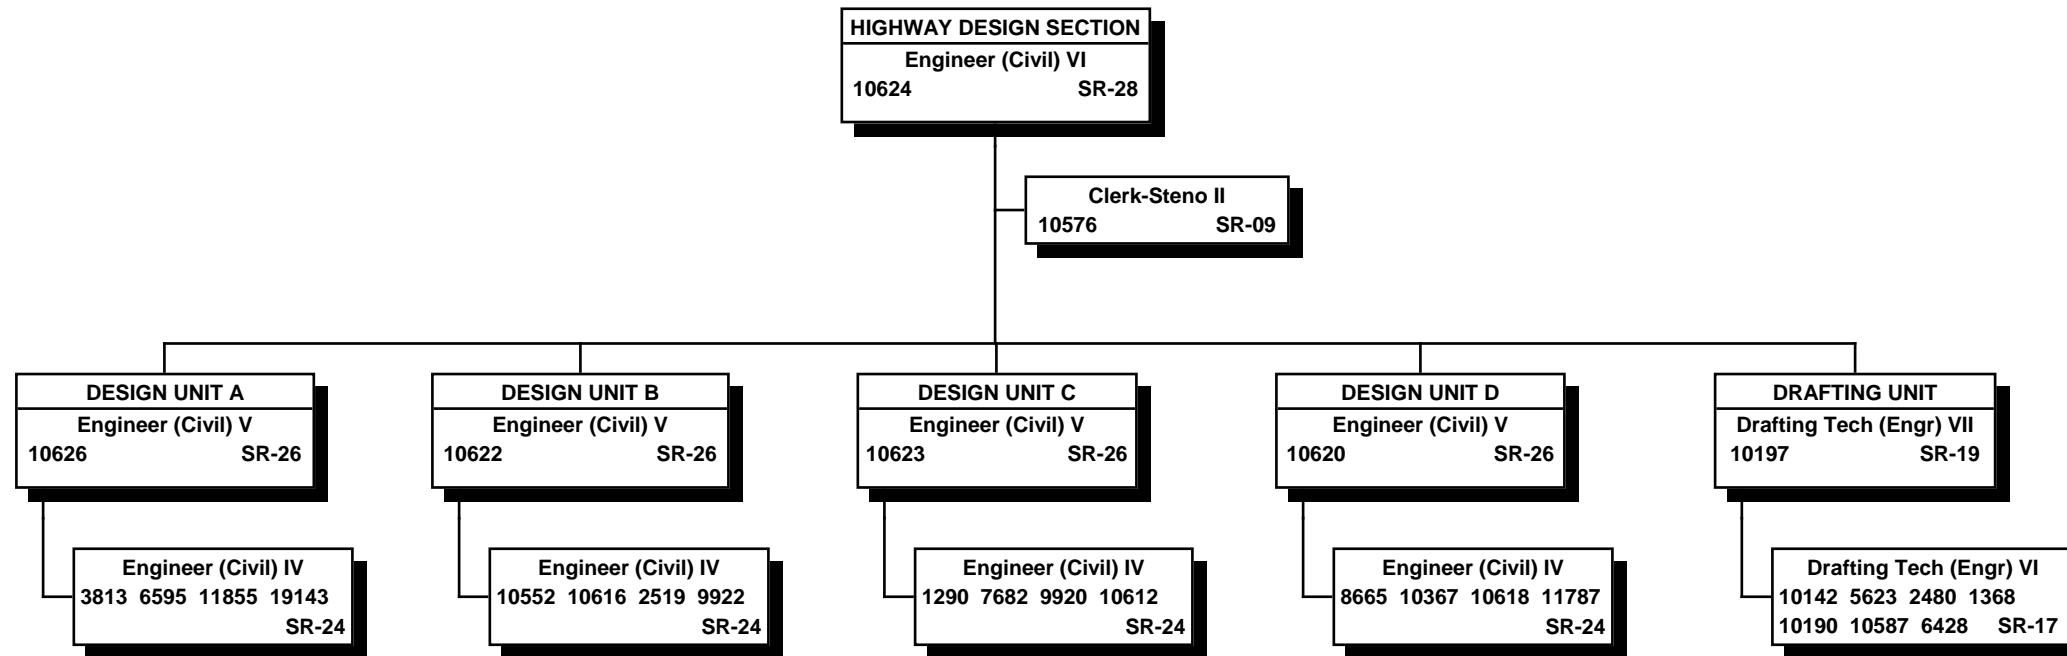 HIGHWAY DESIGN SECTION
Engineer (Civil) VI
10624 SR-28
Clerk-Steno II
10576 SR-09
DESIGN UNIT A
Engineer (Civil) V
10626 SR-26
Engineer (Civil) IV
3813 6595 11855 19143
SR-24
DESIGN UNIT B
Engineer (Civil) V
10622 SR-26
Engineer (Civil) IV
10552 10616 2519 9922
SR-24
DESIGN UNIT C
Engineer (Civil) V
10623 SR-26
Engineer (Civil) IV
1290 7682 9920 10612
SR-24
DESIGN UNIT D
Engineer (Civil) V
10620 SR-26
Engineer (Civil) IV
8665 10367 10618 11787
SR-24
DRAFTING UNIT
Drafting Tech (Engr) VII
10197 SR-19
Drafting Tech (Engr) VI
10142 5623 2480 1368
10190 10587 6428 SR-17